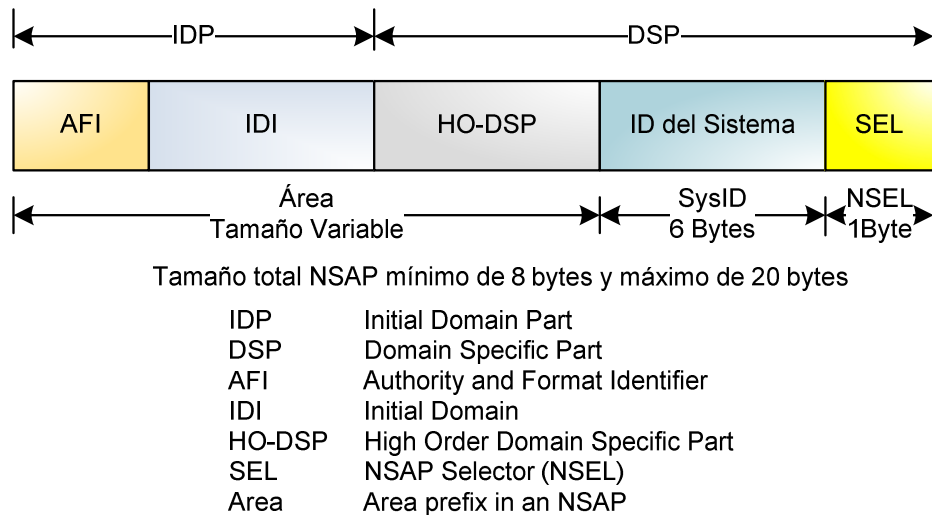 IDP DSP
AFI IDI HO-DSP ID del Sistema SEL
Área
Tamaño Variable
SysID
6 Bytes
NSEL
1Byte
Tamaño total NSAP mínimo de 8 bytes y máximo de 20 bytes
IDP Initial Domain Part
DSP Domain Specific Part
AFI Authority and Format Identifier
IDI Initial Domain
HO-DSP High Order Domain Specific Part
SEL NSAP Selector (NSEL)
Area Area prefix in an NSAP